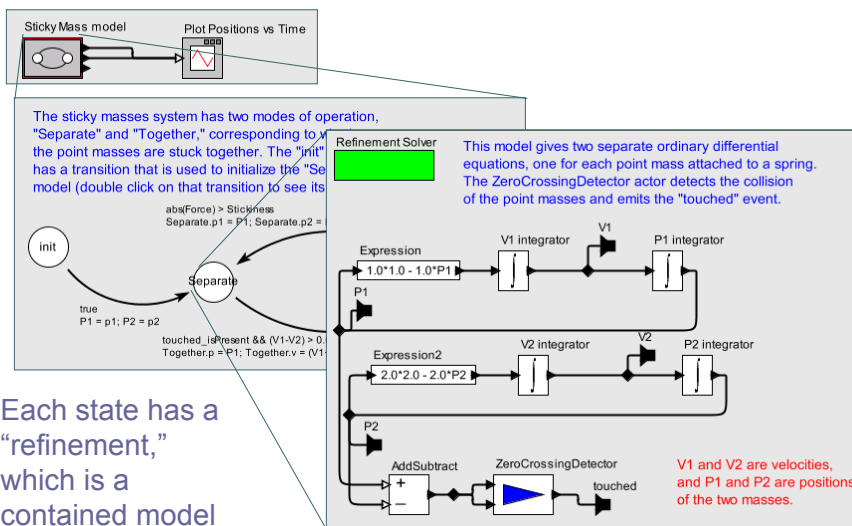 Sticky Mass model
Plot Positions vs Time
The sticky masses system has two modes of operation,
"Separate" and "Together," corresponding to
the point masses are stuck together. The "init"
has a transition that is used to initialize the "Se
model (double click on that transition to see its
abs(Force) > Stickiness
Separate.p1 = P1; Separate.p2 =
init
Separate
true
P1 = p1; P2 = p2
touched_isPresent && (V1-V2) > 0.
Together.p = P1; Together.v = (V1
Each state has a
“refinement,”
which is a
contained model
Refinement Solver
This model gives two separate ordinary differential
equations, one for each point mass attached to a spring.
The ZeroCrossingDetector actor detects the collision
of the point masses and emits the "touched" event.
V1
Expression
V1 integrator
P1 integrator
1.0*1.0 - 1.0*P1
∫
∫
P1
V2
Expression2
V2 integrator
P2 integrator
2.0*2.0 - 2.0*P2
∫
∫
P2
AddSubtract
ZeroCrossingDetector
+
−
touched
V1 and V2 are velocities,
and P1 and P2 are positions
of the two masses.